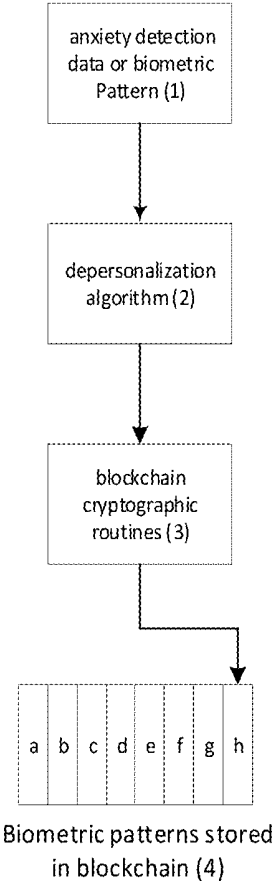 anxiety detection
data or biometric
Pattern (1)
depersonalization
algorithm (2)
blockchain
cryptographic
routines (3)
a b c d e f g h
Biometric patterns stored
in blockchain (4)